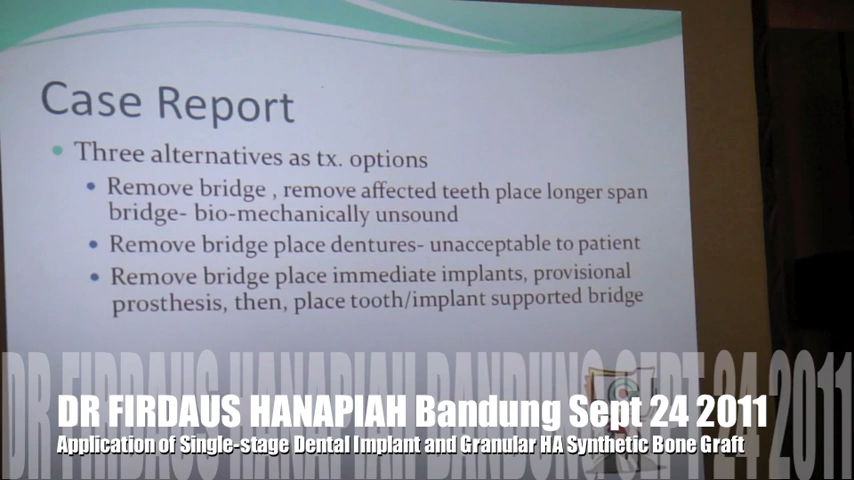 Case Report
Three alternatives as tx. options
Remove bridge , remove affected teeth place longer span
bridge- bio-mechanically unsound
Remove bridge place dentures- unacceptable to patient
Remove bridge place immediate implants, provisional
prosthesis, then, place tooth/implant supported bridge
DR FIRDAUS HANAPIAH BANDUNG SEPT 24 2011
DR FIRDAUS HANAPIAH Bandung Sept 24 2011
Application of Single-stage Dental Implant and Granular HA Synthetic Bone Graft